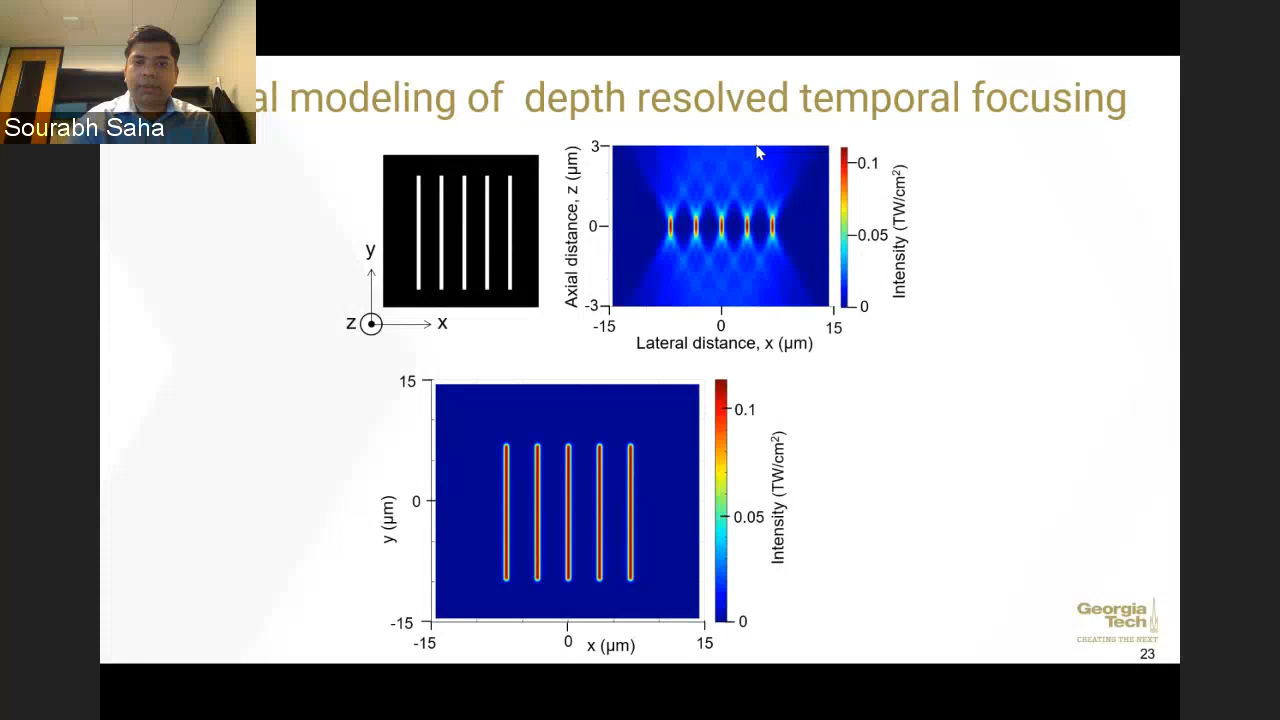 Sourabh Saha
al modeling of depth resolved temporal focusing
y
z
x
Axial distance, z (µm)
3
0
-3
-15
0
15
Lateral distance, x (µm)
0.1
0.05
0
Intensity (TW/cm²)
y (µm)
15
0
-15
-15
0
15
x (µm)
0.1
0.05
0
Intensity (TW/cm²)
Georgia
Tech
CREATING THE NEXT
23